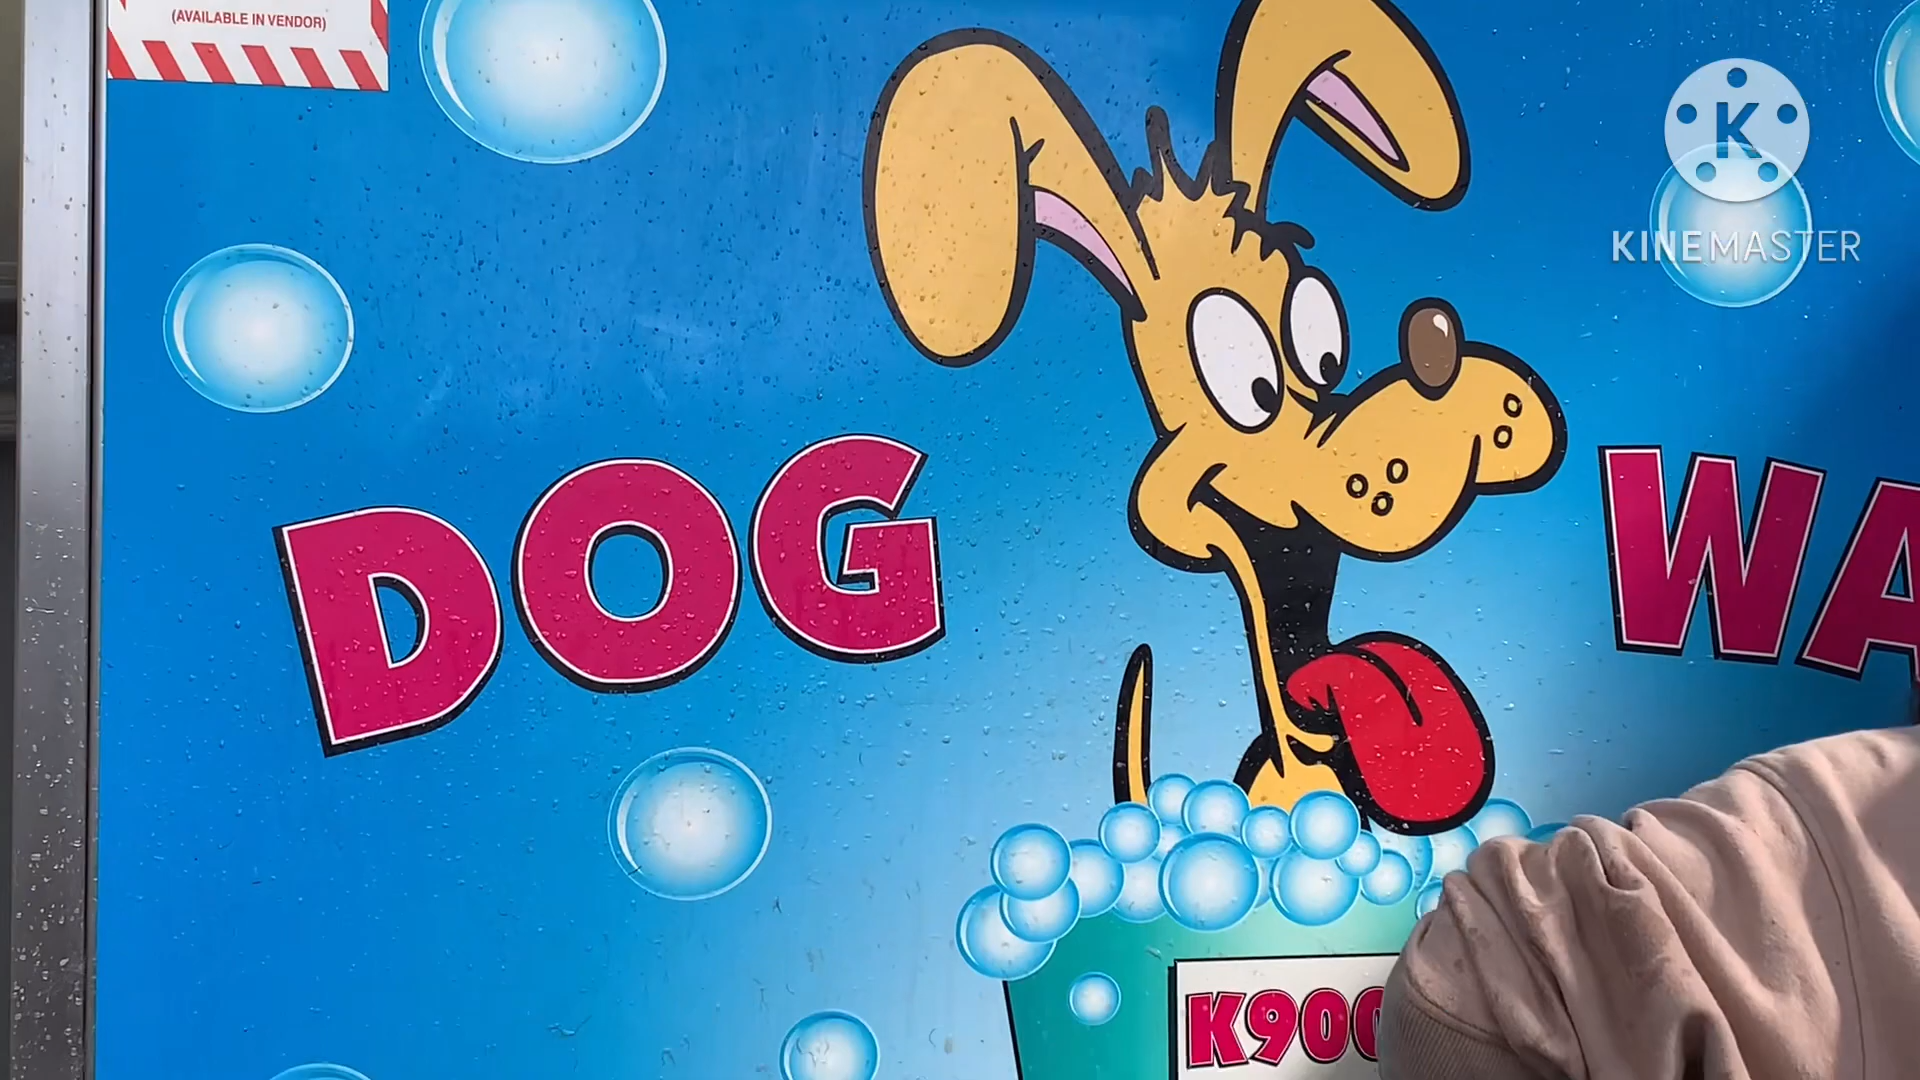 (AVAILABLE IN VENDOR)
K
KINEMASTER
DOG WA
K900